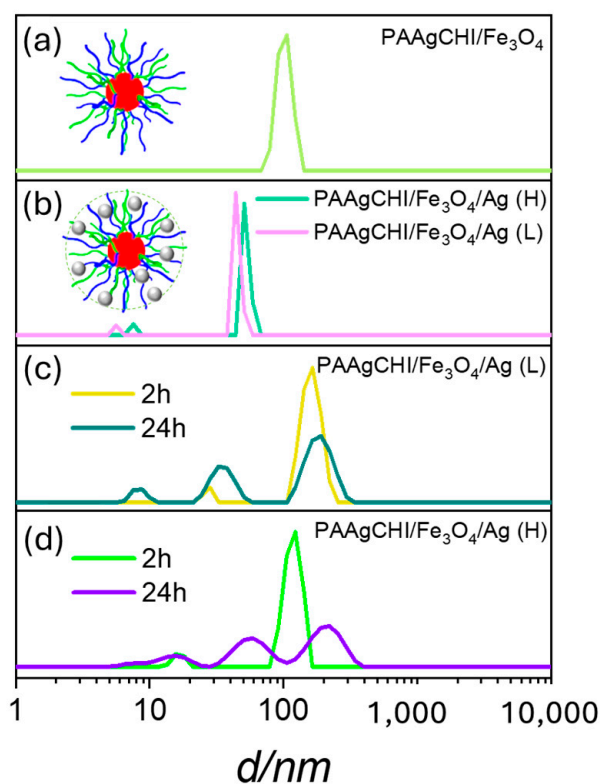 (a)
PAAgCHI/Fe₃O₄
(b)
PAAgCHI/Fe₃O₄/Ag (H)
PAAgCHI/Fe₃O₄/Ag (L)
(c)
PAAgCHI/Fe₃O₄/Ag (L)
2h
24h
(d)
PAAgCHI/Fe₃O₄/Ag (H)
2h
24h
1 10 100 1,000 10,000
d/nm